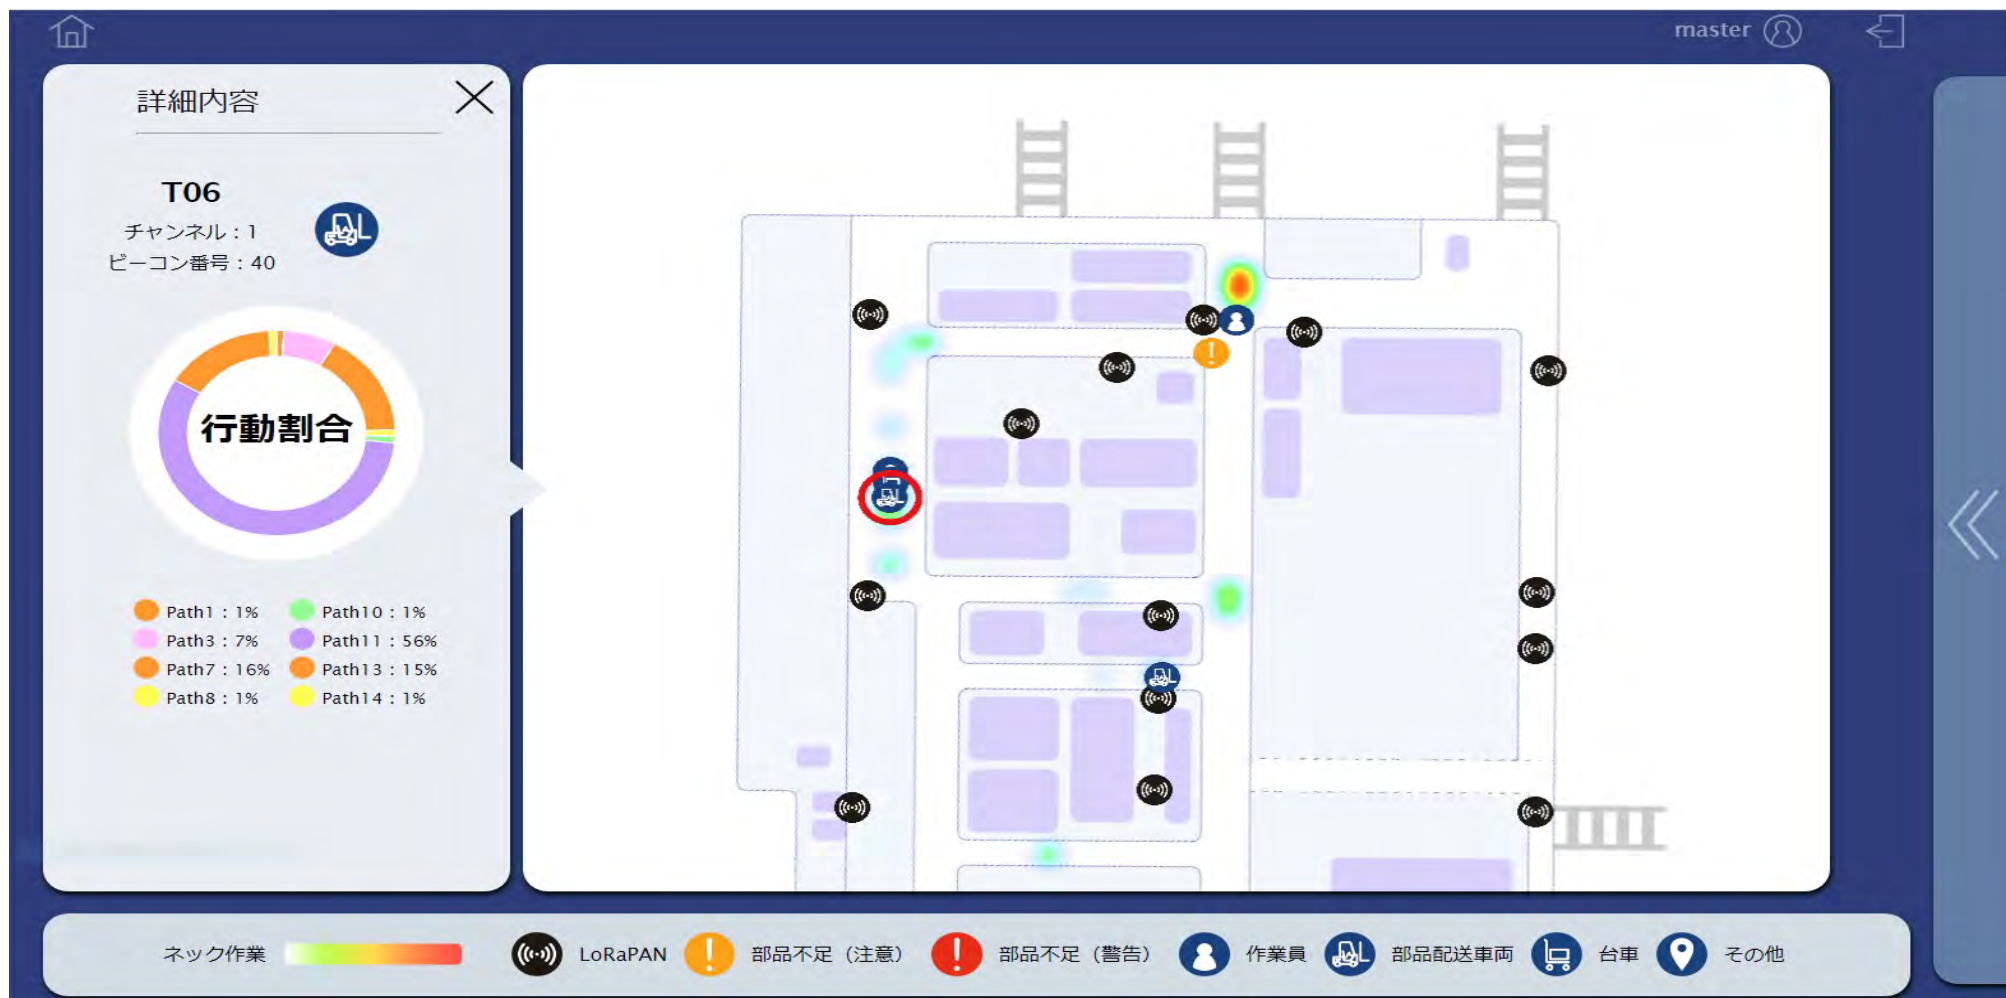 master
詳細内容
T06
チャンネル：1
ビーコン番号：40
行動割合
Path1 : 1%
Path10 : 1%
Path3 : 7%
Path11 : 56%
Path7 : 16%
Path13 : 15%
Path8 : 1%
Path14 : 1%
ネック作業
LoRaPAN
部品不足（注意）
部品不足（警告）
作業員
部品配送車両
台車
その他